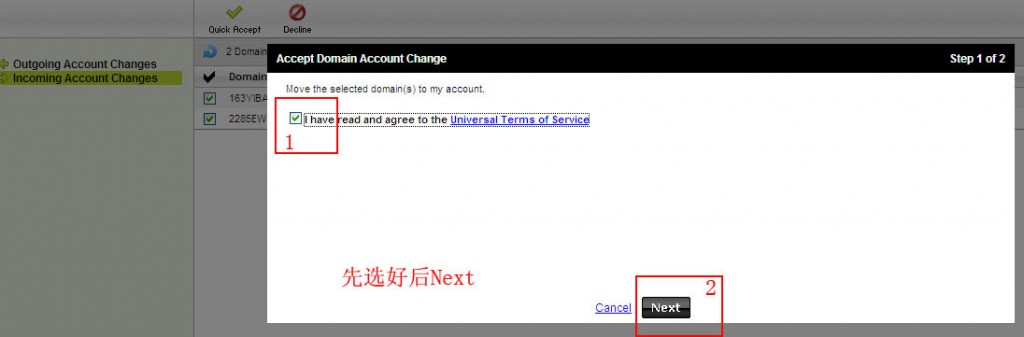 Quick Accept Decline
2 Domain
Outgoing Account Changes
Incoming Account Changes
Domain
163YIBA
2285EW
Accept Domain Account Change Step 1 of 2
Move the selected domain(s) to my account.
I have read and agree to the Universal Terms of Service
1
先选好后Next
2
Cancel Next